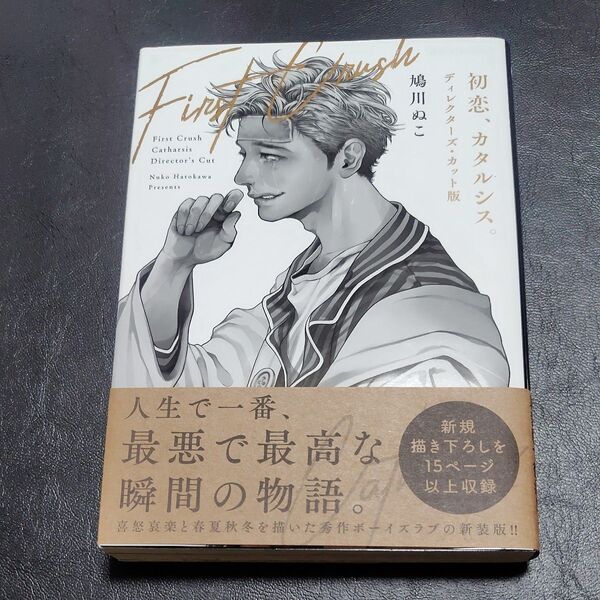 First Crush
First Crush
Catharsis
Director's Cut
Nuko Hatokawa
Presents
初恋、カタルシス。
ディレクターズ・カット版
鳩川ぬこ
人生で一番、
最悪で最高な
瞬間の物語。
新規
描き下ろしを
15ページ
以上収録
喜怒哀楽と春夏秋冬を描いた秀作ボーイズラブの新装版!!